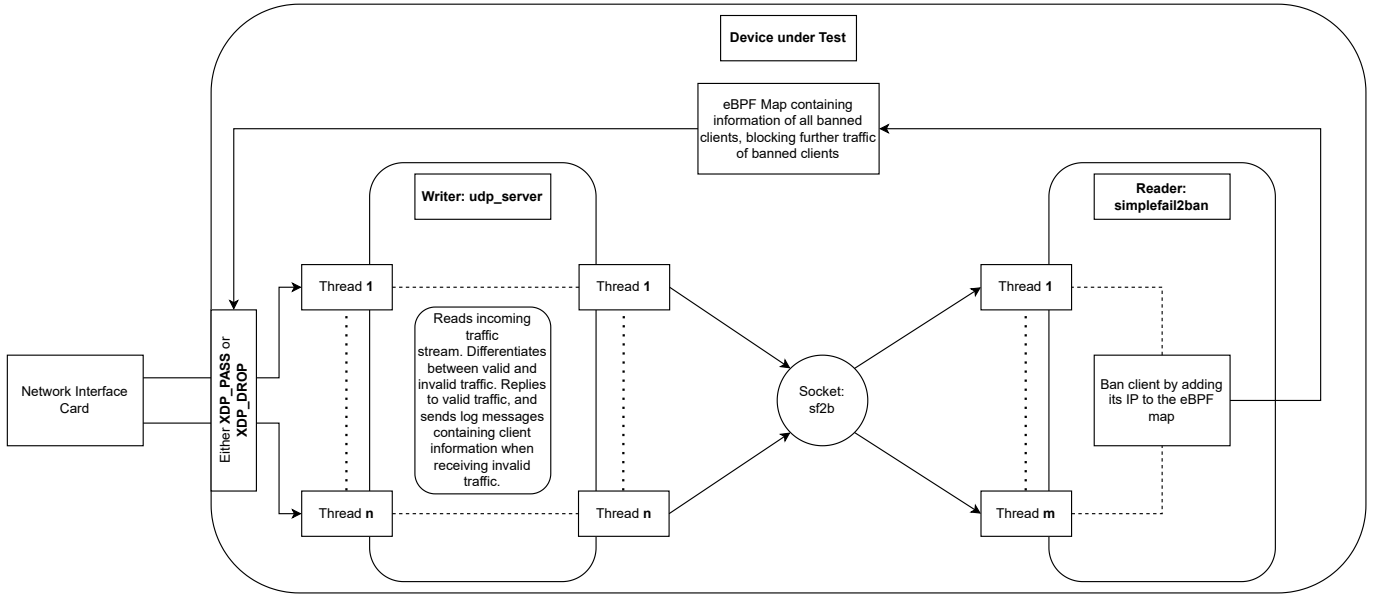 Device under Test
eBPF Map containing
information of all banned
clients, blocking further traffic
of banned clients
Writer: udp_server
Reader:
simplefail2ban
Thread 1
Thread 1
Thread 1
Reads incoming
traffic
stream. Differentiates
between valid and
invalid traffic. Replies
to valid traffic, and
sends log messages
containing client
information when
receiving invalid
traffic.
Network Interface
Card
Either XDP_PASS or
XDP_DROP
Socket:
sf2b
Ban client by adding
its IP to the eBPF
map
Thread n
Thread n
Thread m